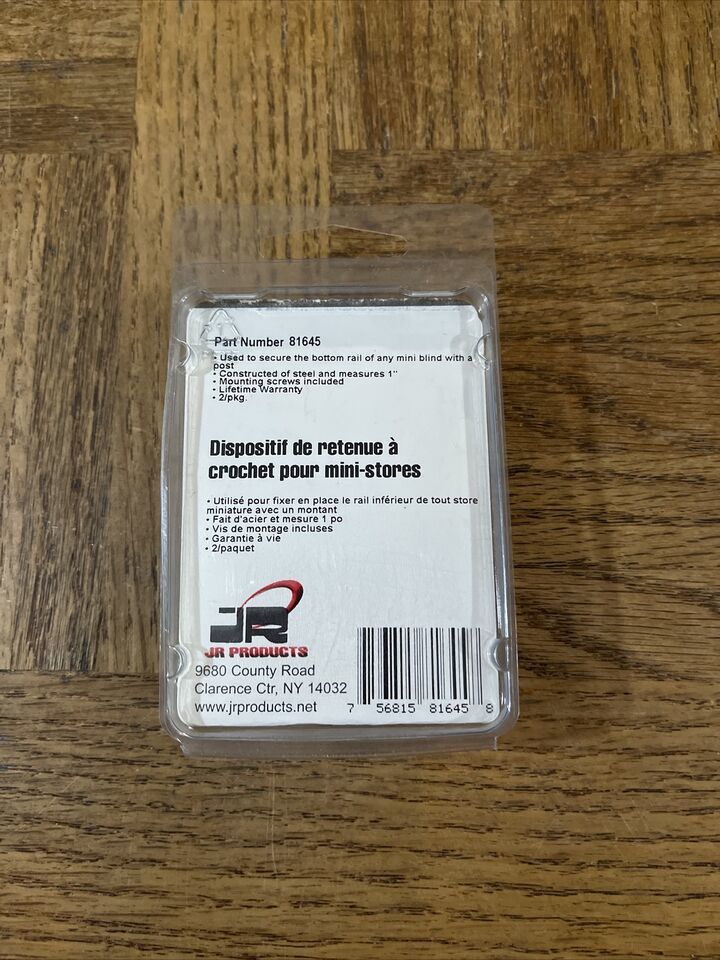 Part Number 81645
• Used to secure the bottom rail of any mini blind with a
post
• Constructed of steel and measures 1"
• Mounting screws included
• Lifetime Warranty
• 2/pkg.
Dispositif de retenue à
crochet pour mini-stores
• Utilisé pour fixer en place le rail inférieur de tout store
miniature avec un montant
• Fait d'acier et mesure 1 po
• Vis de montage incluses
• Garantie à vie
• 2/paquet
JR
JR PRODUCTS
9680 County Road
Clarence Ctr, NY 14032
www.jrproducts.net
7 56815 81645 8